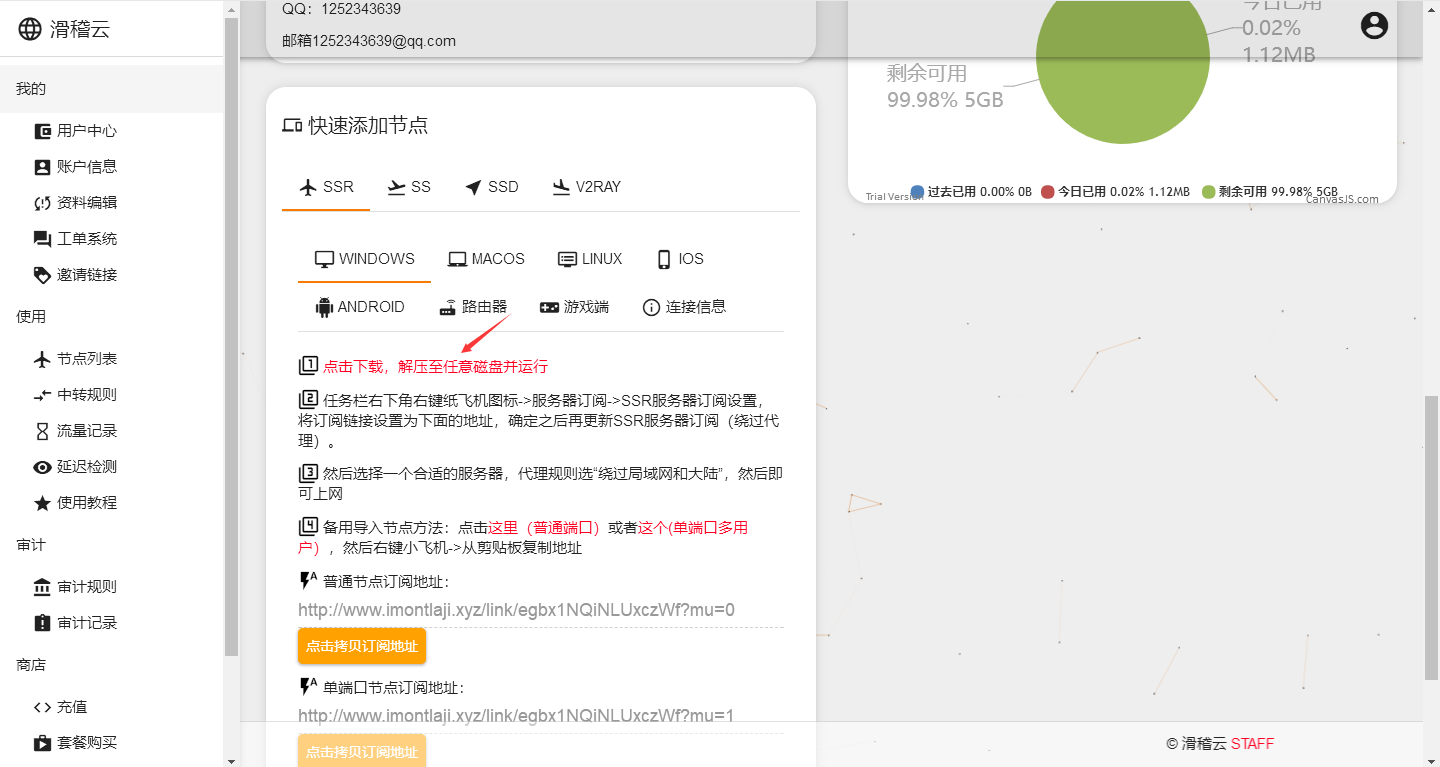 滑稽云
我的
用户中心
账户信息
资料编辑
工单系统
邀请链接
使用
节点列表
中转规则
流量记录
延迟检测
使用教程
审计
审计规则
审计记录
商店
充值
套餐购买
QQ：1252343639
邮箱1252343639@qq.com
快速添加节点
SSR SS SSD V2RAY
WINDOWS MACOS LINUX IOS
ANDROID 路由器 游戏端 连接信息
1 点击下载，解压至任意磁盘并运行
2 任务栏右下角右键纸飞机图标->服务器订阅->SSR服务器订阅设置，
将订阅链接设置为下面的地址，确定之后再更新SSR服务器订阅（绕过代
理）。
3 然后选择一个合适的服务器，代理规则选“绕过局域网和大陆”，然后即
可上网
4 备用导入节点方法：点击这里（普通端口）或者这个(单端口多用
户），然后右键小飞机->从剪贴板复制地址
A 普通节点订阅地址：
http://www.imontlaji.xyz/link/egbx1NQiNLUxczWf?mu=0
点击拷贝订阅地址
A 单端口节点订阅地址：
http://www.imontlaji.xyz/link/egbx1NQiNLUxczWf?mu=1
点击拷贝订阅地址
今日已用
0.02%
1.12MB
剩余可用
99.98% 5GB
过去已用 0.00% 0B 今日已用 0.02% 1.12MB 剩余可用 99.98% 5GB
Trial Version
CanvasJS.com
© 滑稽云 STAFF